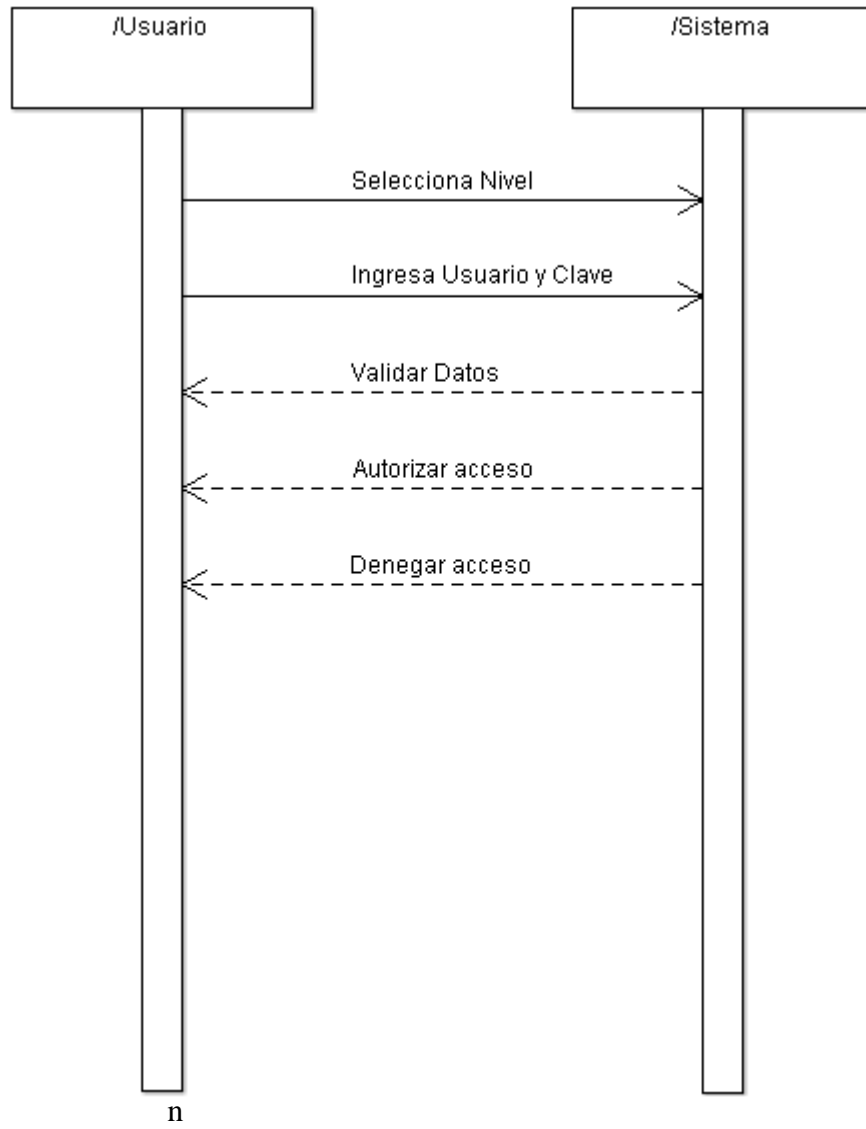 /Usuario
/Sistema
Selecciona Nivel
Ingresa Usuario y Clave
Validar Datos
Autorizar acceso
Denegar acceso
n